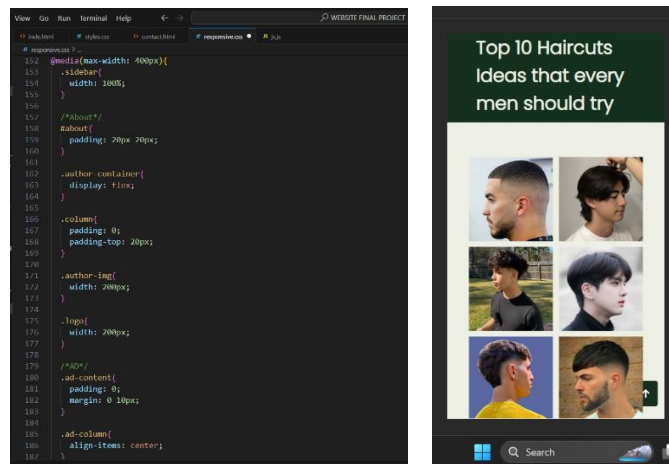 View Go Run Terminal Help ← → WEBSITE FINAL PROJECT
index.html # styles.css contact.html # responsive.css ● JS js.js
# responsive.css > ...
152 @media(max-width: 400px){
153 .sidebar{
154 width: 100%;
155 }
156
157 /*About*/
158 #about{
159 padding: 20px 20px;
160 }
161
162 .author-container{
163 display: flex;
164 }
165
166 .column{
167 padding: 0;
168 padding-top: 20px;
169 }
170
171 .author-img{
172 width: 200px;
173 }
174
175 .logo{
176 width: 200px;
177 }
178
179 /*AD*/
180 .ad-content{
181 padding: 0;
182 margin: 0 10px;
183 }
184
185 .ad-column{
186 align-items: center;
187 }
Top 10 Haircuts
Ideas that every
men should try
Search